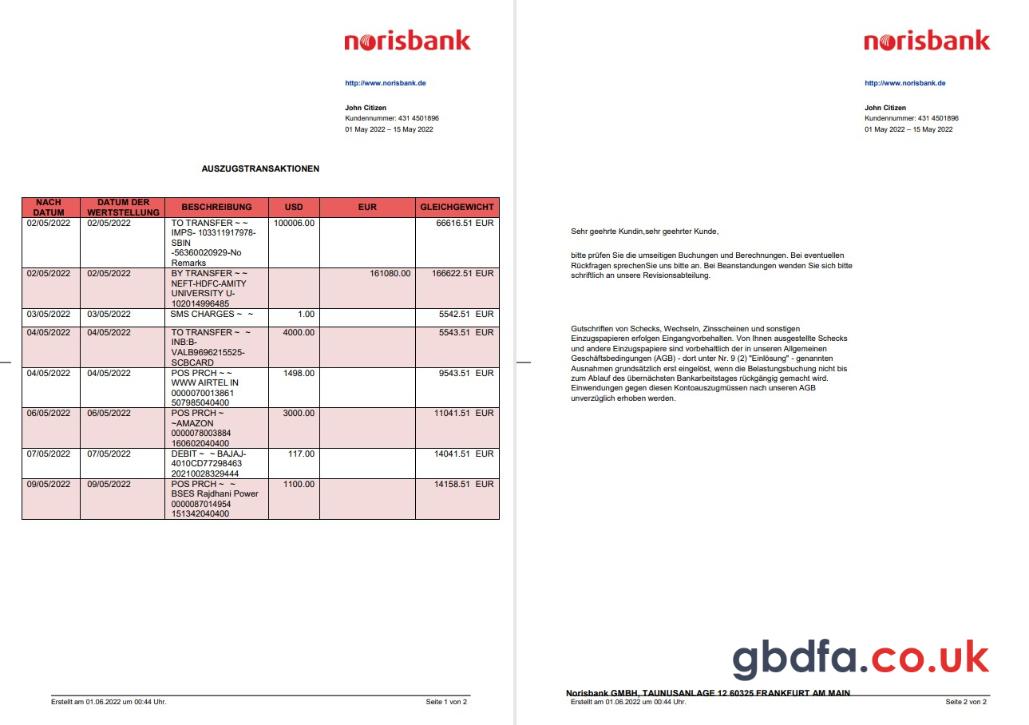 norisbank
http://www.norisbank.de
John Citizen
Kundennummer: 431 4501896
01 May 2022 – 15 May 2022
AUSZUGSTRANSAKTIONEN
NACH DATUM DATUM DER WERTSTELLUNG BESCHREIBUNG USD EUR GLEICHGEWICHT
02/05/2022 02/05/2022 TO TRANSFER ~ ~ 100006.00 66616.51 EUR
IMPS- 103311917978-
SBIN
-56360020929-No
Remarks
02/05/2022 02/05/2022 BY TRANSFER ~ ~ 161080.00 166622.51 EUR
NEFT-HDFC-AMITY
UNIVERSITY U-
102014996485
03/05/2022 03/05/2022 SMS CHARGES ~ ~ 1.00 5542.51 EUR
04/05/2022 04/05/2022 TO TRANSFER ~ ~ 4000.00 5543.51 EUR
INB:B-
VALB9696215525-
SCBCARD
04/05/2022 04/05/2022 POS PRCH ~ ~ 1498.00 9543.51 EUR
WWW AIRTEL IN
0000070013861
507985040400
06/05/2022 06/05/2022 POS PRCH ~ 3000.00 11041.51 EUR
~AMAZON
0000078003884
160602040400
07/05/2022 07/05/2022 DEBIT ~ ~ BAJAJ- 117.00 14041.51 EUR
4010CD77298463
20210028329444
09/05/2022 09/05/2022 POS PRCH ~ ~ 1100.00 14158.51 EUR
BSES Rajdhani Power
0000087014954
151342040400
Erstellt am 01.06.2022 um 00:44 Uhr. Seite 1 von 2
norisbank
http://www.norisbank.de
John Citizen
Kundennummer: 431 4501896
01 May 2022 – 15 May 2022
Sehr geehrte Kundin,sehr geehrter Kunde,
bitte prüfen Sie die umseitigen Buchungen und Berechnungen. Bei eventuellen
Rückfragen sprechenSie uns bitte an. Bei Beanstandungen wenden Sie sich bitte
schriftlich an unsere Revisionsabteilung.
Gutschriften von Schecks, Wechseln, Zinsscheinen und sonstigen
Einzugspapieren erfolgen Eingangvorbehalten. Von Ihnen ausgestellte Schecks
und andere Einzugspapiere sind vorbehaltlich der in unseren Allgemeinen
Geschäftsbedingungen (AGB) - dort unter Nr. 9 (2) "Einlösung" - genannten
Ausnahmen grundsätzlich erst eingelöst, wenn die Belastungsbuchung nicht bis
zum Ablauf des übernächsten Bankarbeitstages rückgängig gemacht wird.
Einwendungen gegen diesen Kontoauszugmüssen nach unseren AGB
unverzüglich erhoben werden.
gbdfa.co.uk
Norisbank GMBH, TAUNUSANLAGE 12 60325 FRANKFURT AM MAIN
Erstellt am 01.06.2022 um 00:44 Uhr. Seite 2 von 2